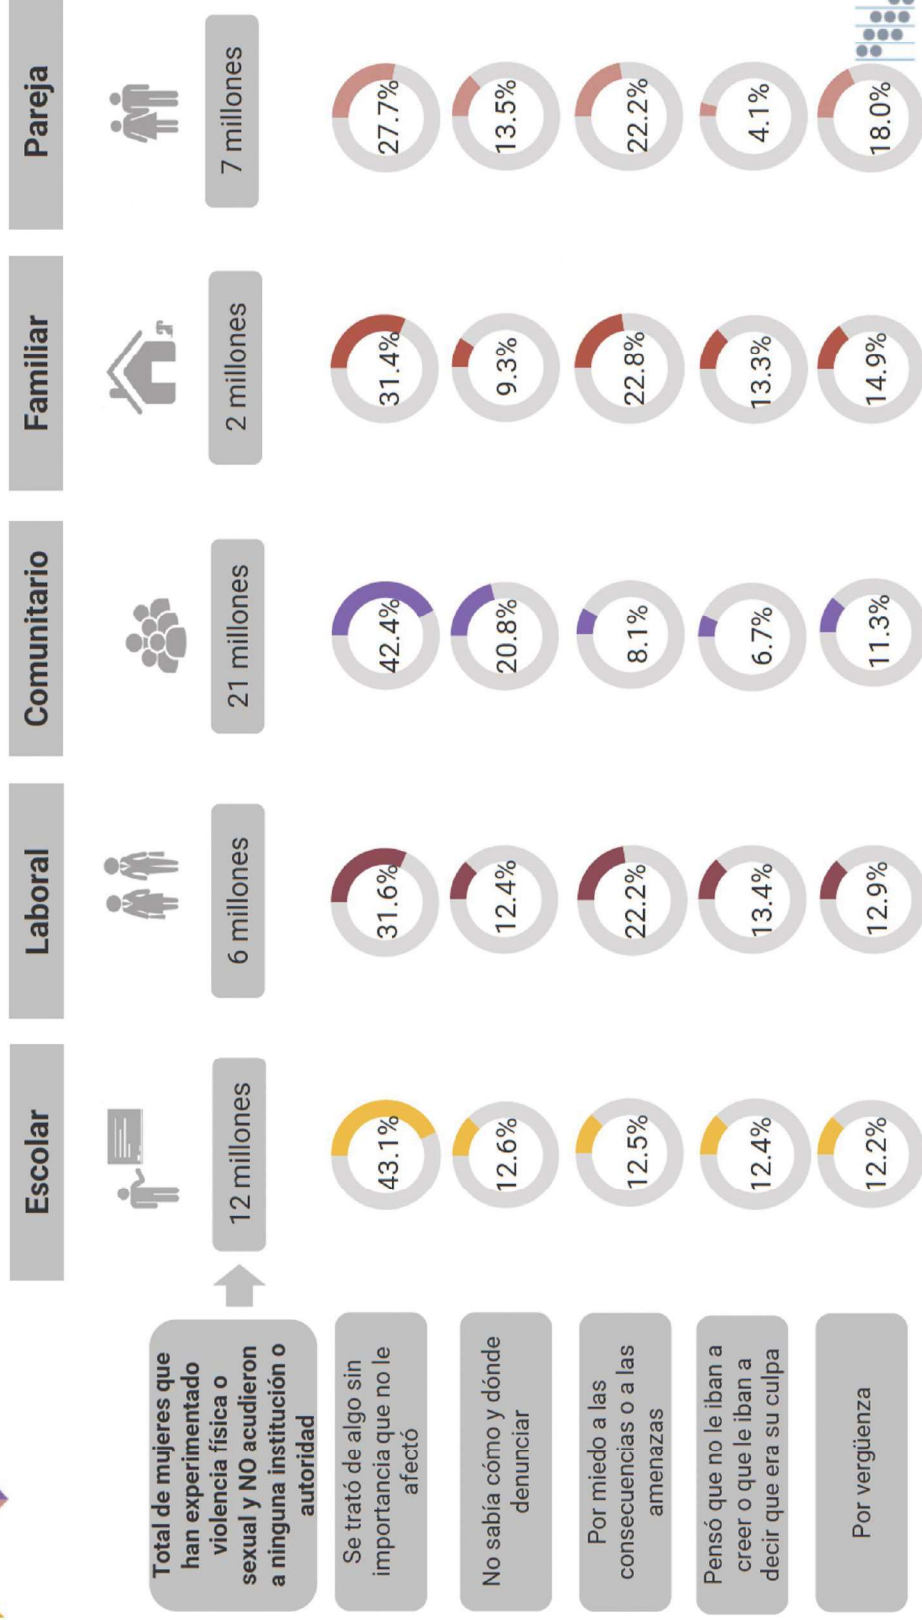 Escolar
Laboral
Comunitario
Familiar
Pareja
Total de mujeres que
han experimentado
violencia física o
sexual y NO acudieron
a ninguna institución o
autoridad
12 millones
6 millones
21 millones
2 millones
7 millones
Se trató de algo sin
importancia que no le
afectó
43.1%
31.6%
42.4%
31.4%
27.7%
No sabía cómo y dónde
denunciar
12.6%
12.4%
20.8%
9.3%
13.5%
Por miedo a las
consecuencias o a las
amenazas
12.5%
22.2%
8.1%
22.8%
22.2%
Pensó que no le iban a
creer o que le iban a
decir que era su culpa
12.4%
13.4%
6.7%
13.3%
4.1%
Por vergüenza
12.2%
12.9%
11.3%
14.9%
18.0%